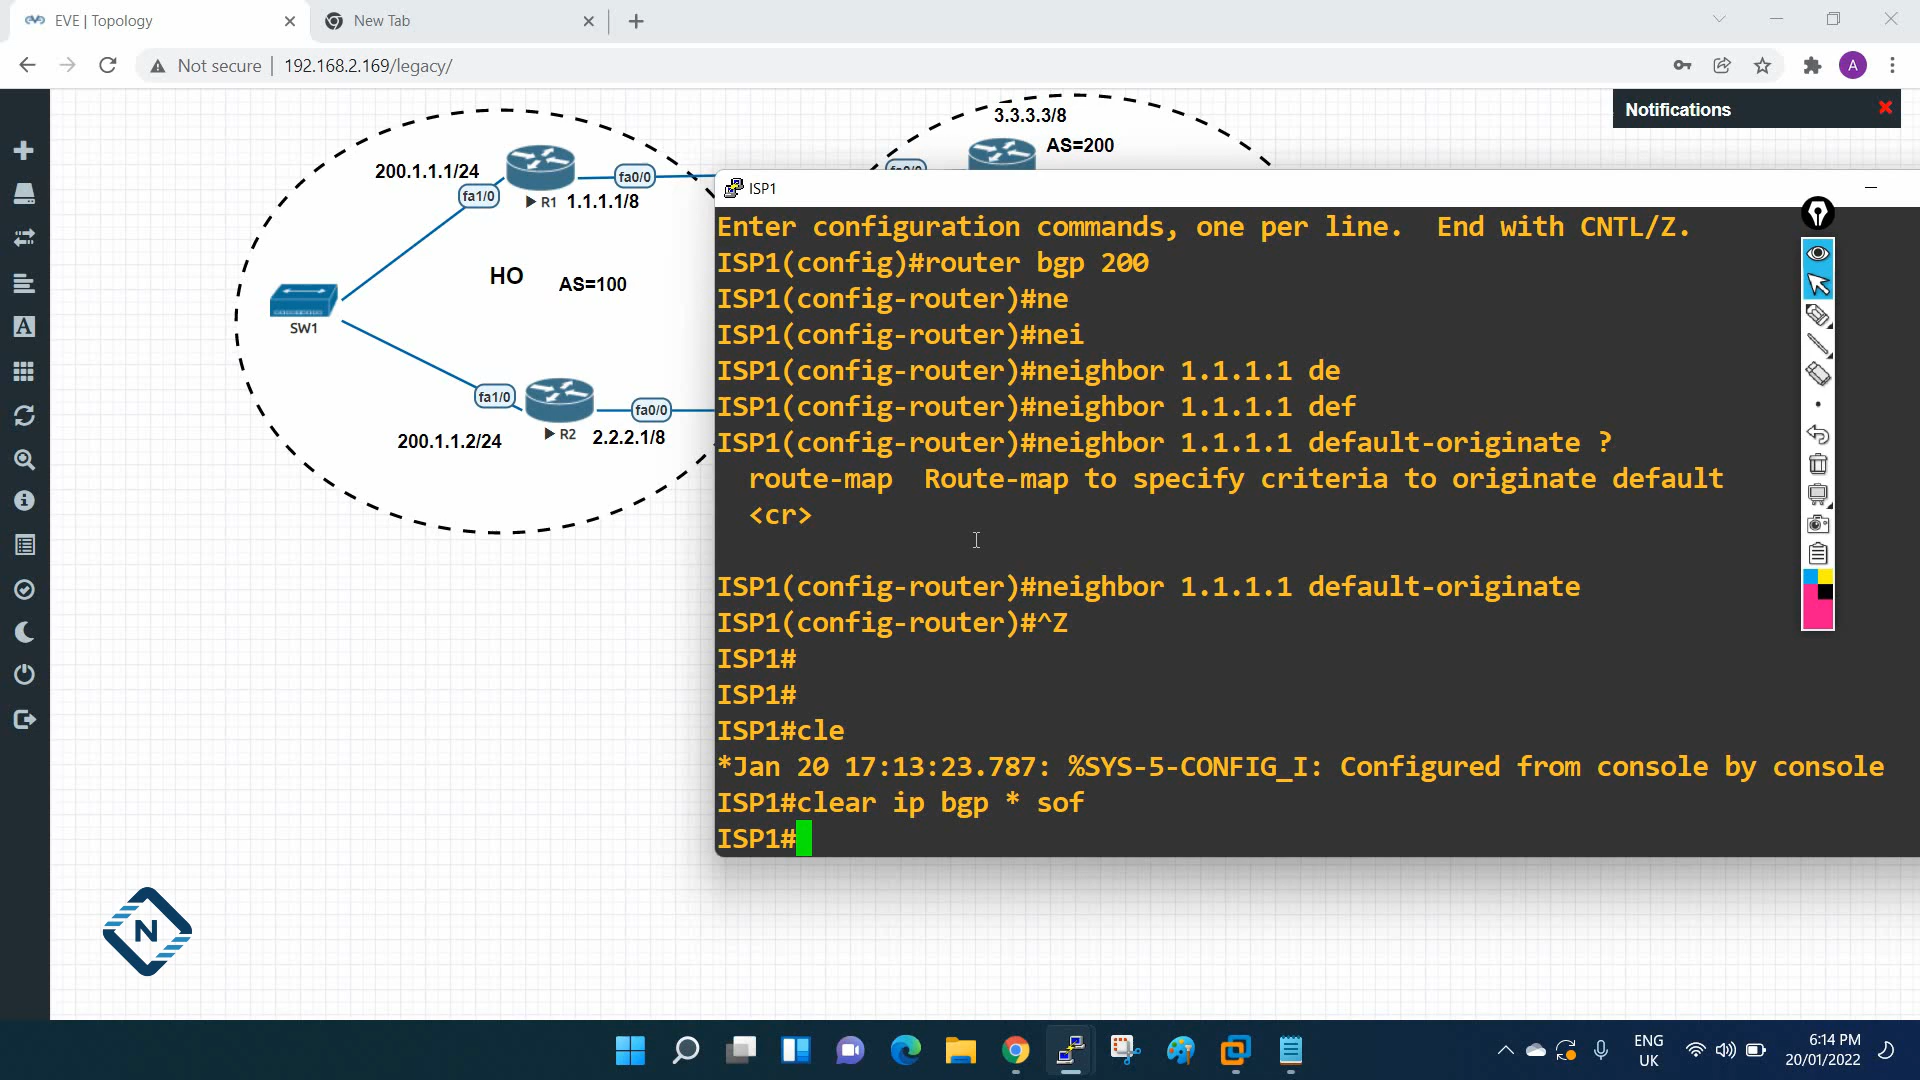 EVE | Topology
New Tab
Not secure
192.168.2.169/legacy/
A
Notifications
3.3.3.3/8
AS=200
200.1.1.1/24
fa0/0
fa1/0
R1
1.1.1.1/8
HO
AS=100
SW1
fa1/0
fa0/0
R2
2.2.2.1/8
200.1.1.2/24
A
N
ISP1
Enter configuration commands, one per line.  End with CNTL/Z.
ISP1(config)#router bgp 200
ISP1(config-router)#ne
ISP1(config-router)#nei
ISP1(config-router)#neighbor 1.1.1.1 de
ISP1(config-router)#neighbor 1.1.1.1 def
ISP1(config-router)#neighbor 1.1.1.1 default-originate ?
route-map  Route-map to specify criteria to originate default
<cr>
ISP1(config-router)#neighbor 1.1.1.1 default-originate
ISP1(config-router)#^Z
ISP1#
ISP1#
ISP1#cle
*Jan 20 17:13:23.787: %SYS-5-CONFIG_I: Configured from console by console
ISP1#clear ip bgp * sof
ISP1#
ENG
UK
6:14 PM
20/01/2022